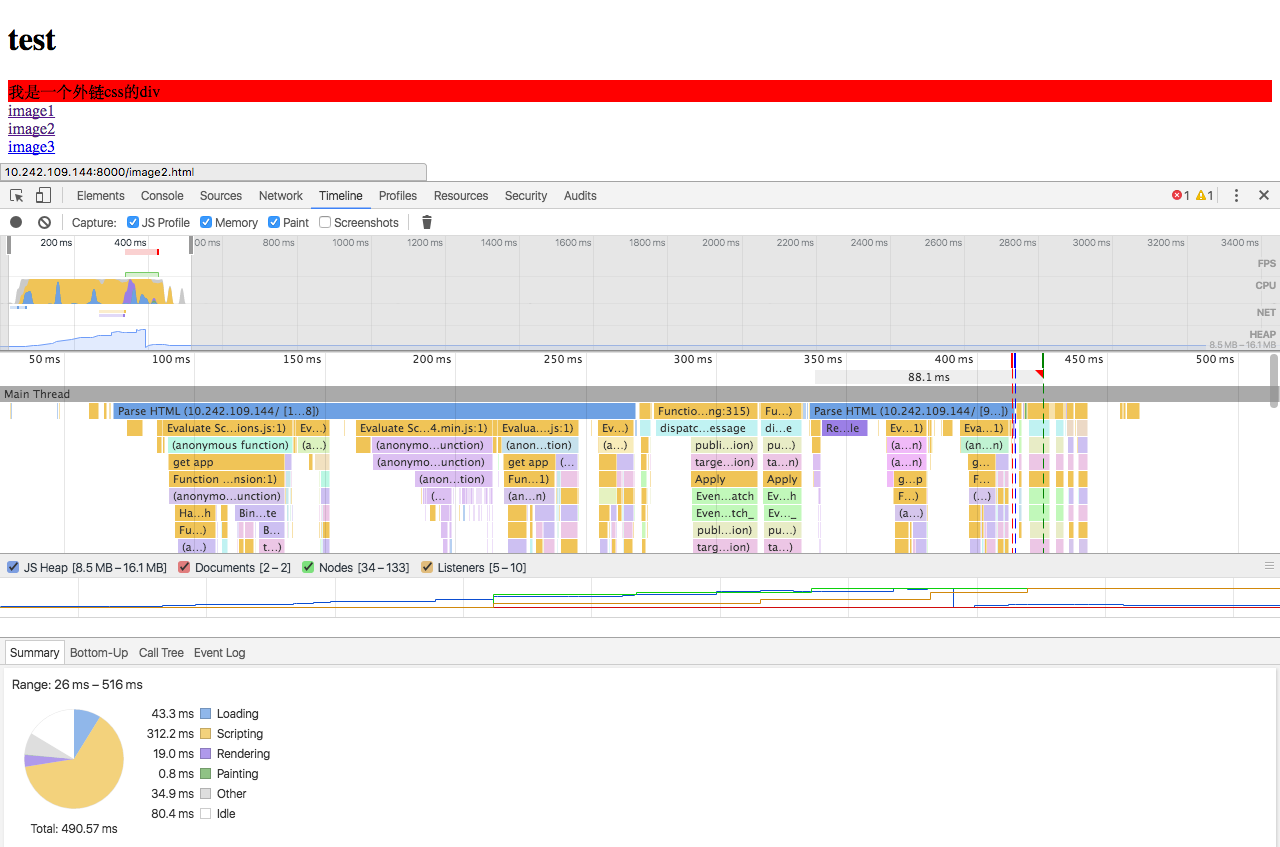 test
我是一个外链css的div
image1
image2
image3
10.242.109.144:8000/image2.html
Elements Console Sources Network Timeline Profiles Resources Security Audits 1 1
Capture: JS Profile Memory Paint Screenshots
200 ms 400 ms 00 ms 800 ms 1000 ms 1200 ms 1400 ms 1600 ms 1800 ms 2000 ms 2200 ms 2400 ms 2600 ms 2800 ms 3000 ms 3200 ms 3400 ms
FPS
CPU
NET
HEAP
8.5 MB – 16.1 MB
50 ms 100 ms 150 ms 200 ms 250 ms 300 ms 350 ms 400 ms 450 ms 500 ms
88.1 ms
Main Thread
Parse HTML (10.242.109.144/ [1...8]) Functio...ng:315) Fu...) Parse HTML (10.242.109.144/ [9...])
Evaluate Sc...ions.js:1) Ev...) Evaluate Sc...4.min.js:1) Evalua....js:1) Ev...) dispatc...essage di...e Re...le Ev...1) Eva...1)
(anonymous function) (a...) (anonymo...unction) (anon...tion) (a...) publi...ion) pu...) (a...n) (an...n)
get app (anonymo...unction) get app (... targe...ion) ta...n) (a...n) g...
Function ...nsion:1) (anon...tion) Fun...1) Apply Apply g...p F...
(anonymo...unction) (... (an...n) Even...atch Ev...h F...) (...)
Ha...h Bin...te Even...tch_ Ev..._ (a...)
Fu...) B... publ...ion) pu...)
(a...) t...) targ...ion) ta...)
JS Heap [8.5 MB – 16.1 MB] Documents [2 – 2] Nodes [34 – 133] Listeners [5 – 10]
Summary Bottom-Up Call Tree Event Log
Range: 26 ms – 516 ms
43.3 ms Loading
312.2 ms Scripting
19.0 ms Rendering
0.8 ms Painting
34.9 ms Other
80.4 ms Idle
Total: 490.57 ms